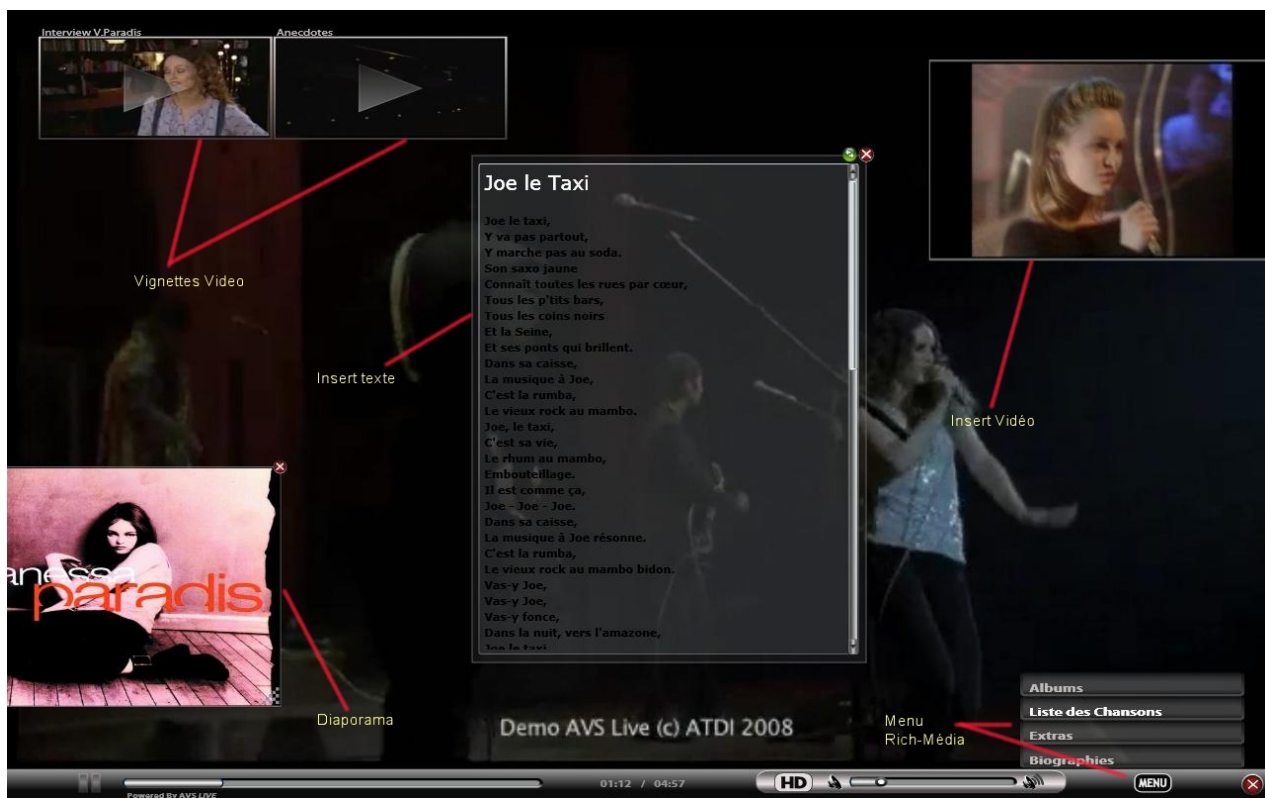 Interview V.Paradis
Anecdotes
Vignettes Video
Joe le Taxi
Joe le taxi,
Y va pas partout,
Y marche pas au soda.
Son saxo jaune
Connaît toutes les rues par cœur,
Tous les p'tits bars,
Tous les coins noirs
Et la Seine,
Et ses ponts qui brillent.
Dans sa caisse,
La musique à Joe,
C'est la rumba,
Le vieux rock au mambo.
Joe, le taxi,
C'est sa vie,
Le rhum au mambo,
Embouteillage.
Il est comme ça,
Joe - Joe - Joe.
Dans sa caisse,
La musique à Joe résonne.
C'est la rumba,
Le vieux rock au mambo bidon.
Vas-y Joe,
Vas-y Joe,
Vas-y fonce,
Dans la nuit, vers l'amazone,
Joe le taxi
Insert texte
Insert Vidéo
anessa
paradis
Diaporama
Demo AVS Live (c) ATDI 2008
Menu
Rich-Média
Albums
Liste des Chansons
Extras
Biographies
01:12 / 04:57
HD
MENU
Powered By AVS LIVE